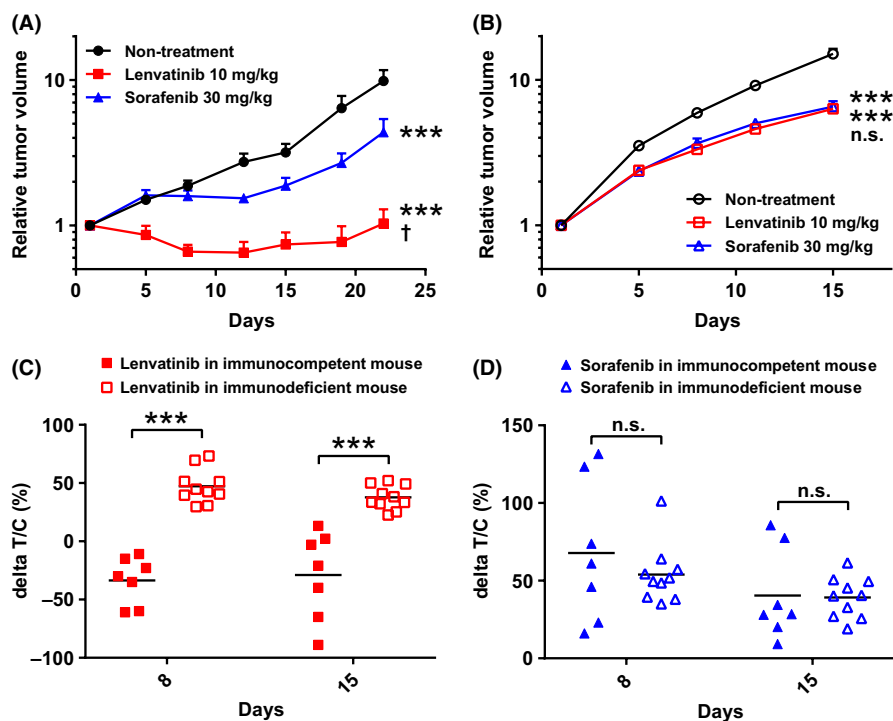 (A)
Relative tumor volume
10
1
Non-treatment
Lenvatinib 10 mg/kg
Sorafenib 30 mg/kg
***
***
†
0 5 10 15 20 25
Days
(B)
Relative tumor volume
10
1
***
***
n.s.
Non-treatment
Lenvatinib 10 mg/kg
Sorafenib 30 mg/kg
0 5 10 15
Days
(C)
Lenvatinib in immunocompetent mouse
Lenvatinib in immunodeficient mouse
delta T/C (%)
100
50
0
–50
–100
***
***
8 15
Days
(D)
Sorafenib in immunocompetent mouse
Sorafenib in immunodeficient mouse
delta T/C (%)
150
100
50
0
n.s.
n.s.
8 15
Days